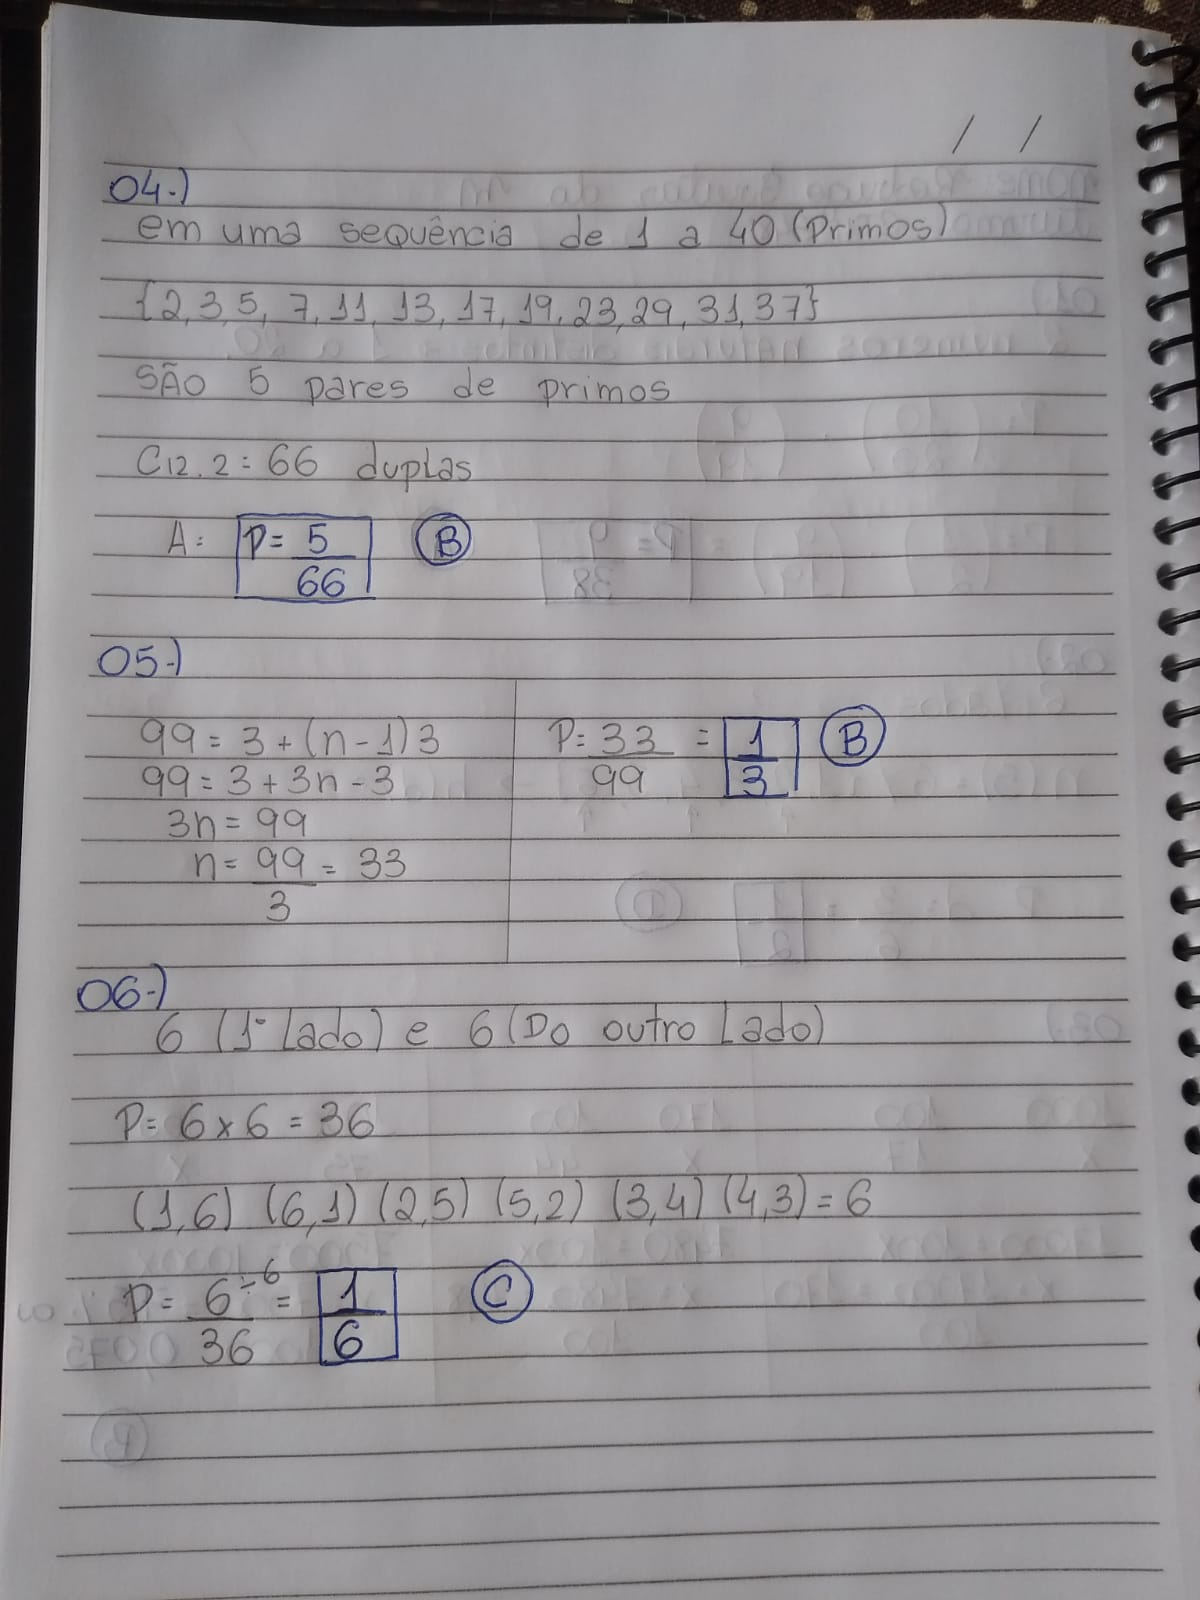 / /
04.)
em uma sequência de 1 a 40 (Primos)
{2, 3, 5, 7, 11, 13, 17, 19, 23, 29, 31, 37}
SÃO 5 pares de primos
C12,2 = 66 duplas
A: P = 5/66 B
05.)
99 = 3 + (n - 1)3
99 = 3 + 3n - 3
3n = 99
n = 99/3 = 33
P = 33/99 = 1/3 B
06.)
6 (1º lado) e 6 (Do outro Lado)
P = 6 x 6 = 36
(1,6) (6,1) (2,5) (5,2) (3,4) (4,3) = 6
P = 6/36 ÷6 = 1/6 C